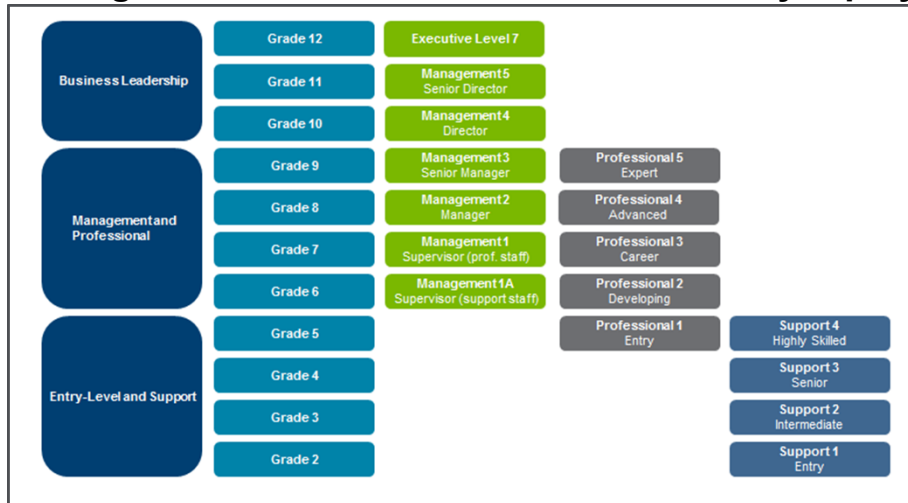 Business Leadership
Grade 12
Executive Level 7
Grade 11
Management 5
Senior Director
Grade 10
Management 4
Director
Management and
Professional
Grade 9
Management 3
Senior Manager
Professional 5
Expert
Grade 8
Management 2
Manager
Professional 4
Advanced
Grade 7
Management 1
Supervisor (prof. staff)
Professional 3
Career
Grade 6
Management 1A
Supervisor (support staff)
Professional 2
Developing
Entry-Level and Support
Grade 5
Professional 1
Entry
Support 4
Highly Skilled
Grade 4
Support 3
Senior
Grade 3
Support 2
Intermediate
Grade 2
Support 1
Entry